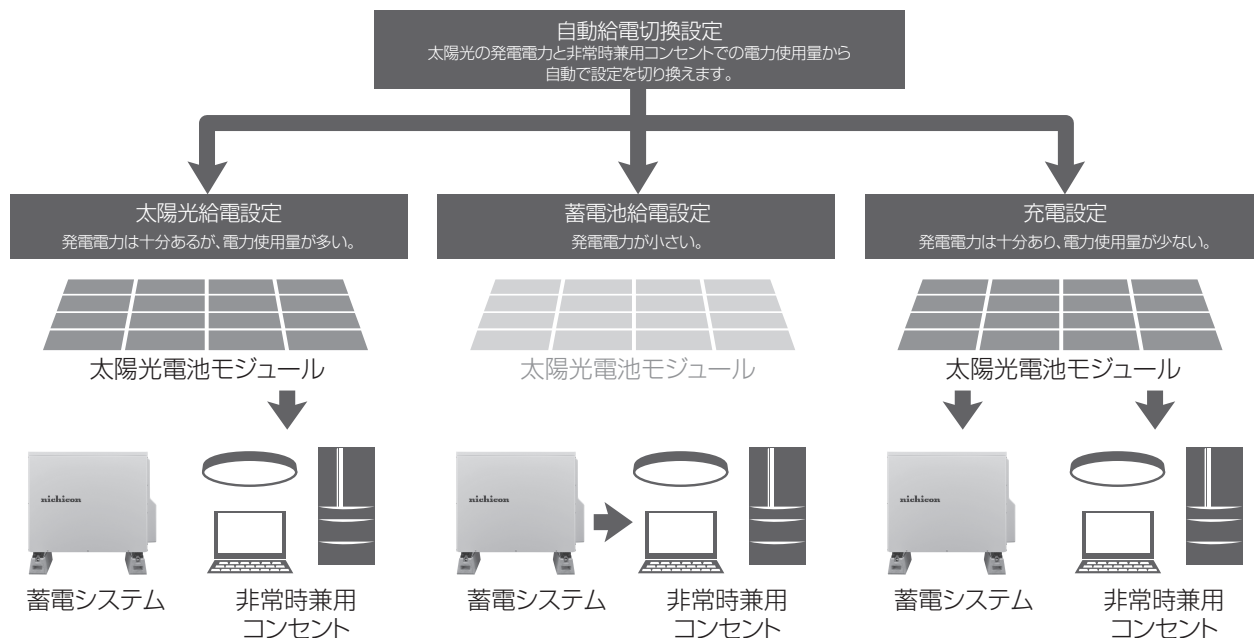 自動給電切換設定
太陽光の発電電力と非常時兼用コンセントでの電力使用量から
自動で設定を切り換えます。
太陽光給電設定
発電電力は十分あるが、電力使用量が多い。
蓄電池給電設定
発電電力が小さい。
充電設定
発電電力は十分あり、電力使用量が少ない。
太陽光電池モジュール
太陽光電池モジュール
太陽光電池モジュール
nichicon
nichicon
nichicon
蓄電システム
非常時兼用
コンセント
蓄電システム
非常時兼用
コンセント
蓄電システム
非常時兼用
コンセント